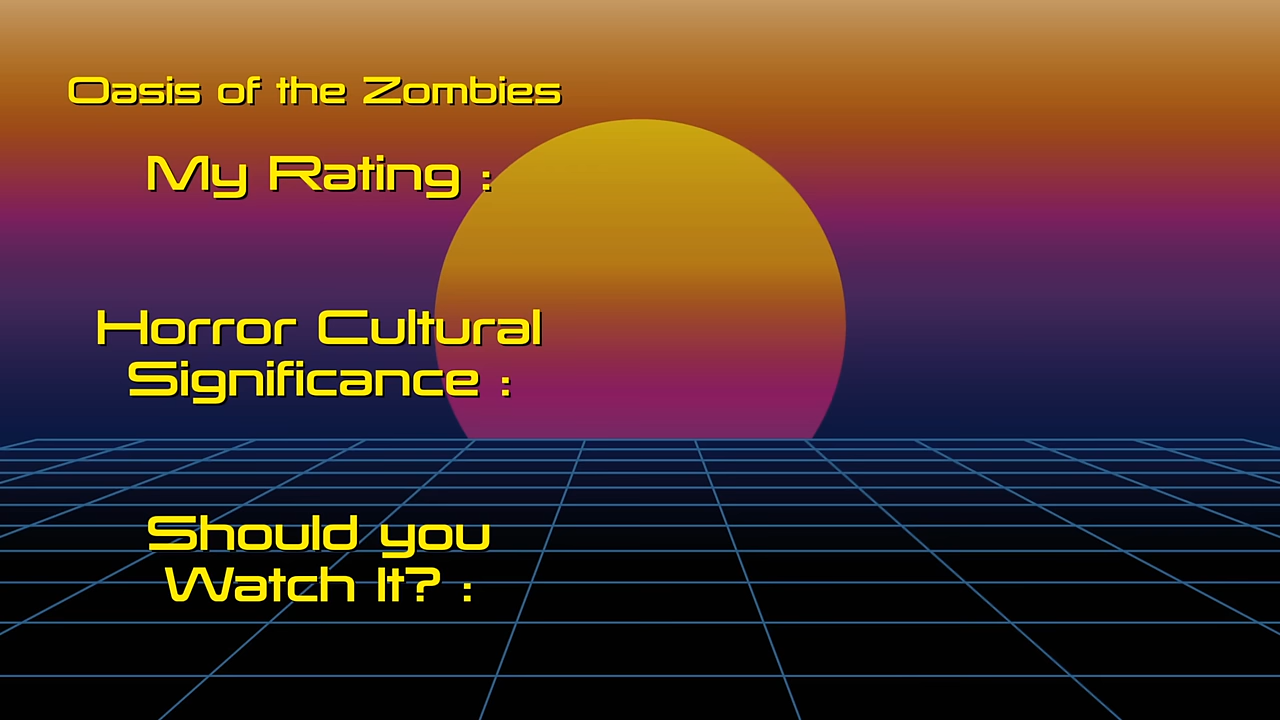 Oasis of the Zombies
My Rating :
Horror Cultural
Significance :
Should you
Watch It? :